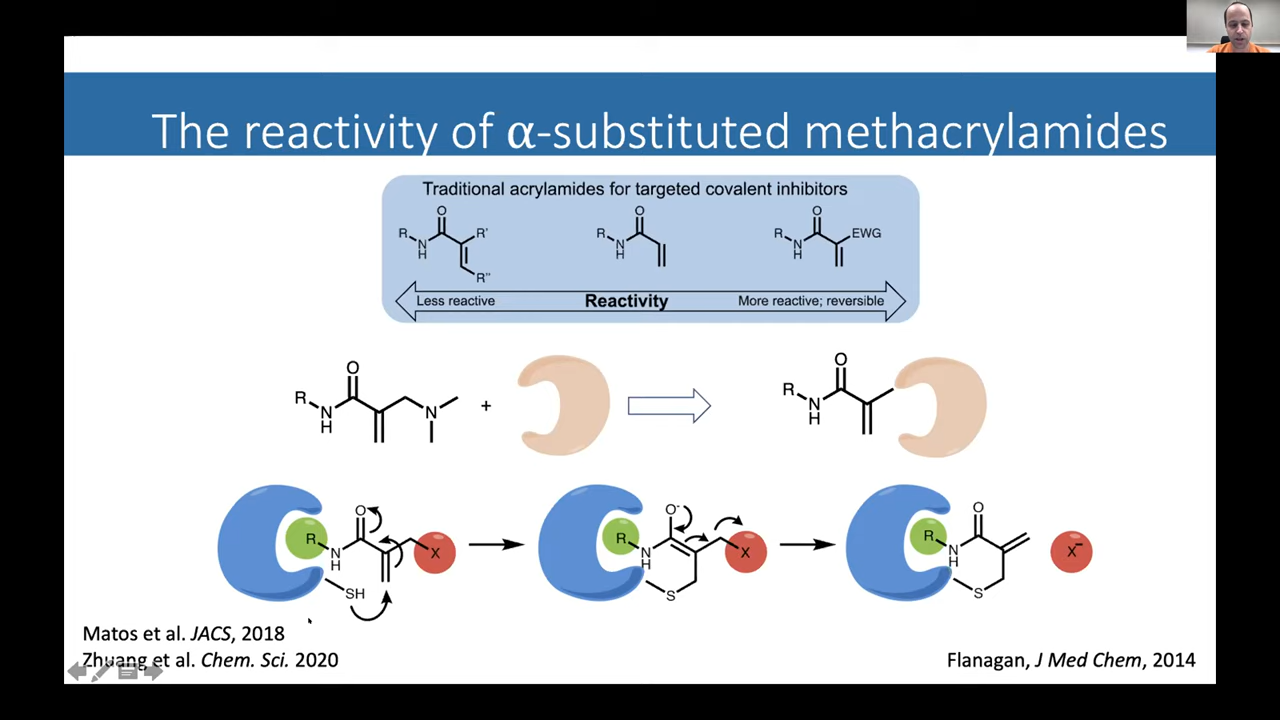 The reactivity of α-substituted methacrylamides
Traditional acrylamides for targeted covalent inhibitors
O
R
N
H
R'
R"
O
R
N
H
O
R
N
H
EWG
Less reactive
Reactivity
More reactive; reversible
O
R
N
H
N
+
O
R
N
H
O
R
N
H
X
SH
O-
R
N
H
X
S
O
R
N
H
S
X-
Matos et al. JACS, 2018
Zhuang et al. Chem. Sci. 2020
Flanagan, J Med Chem, 2014